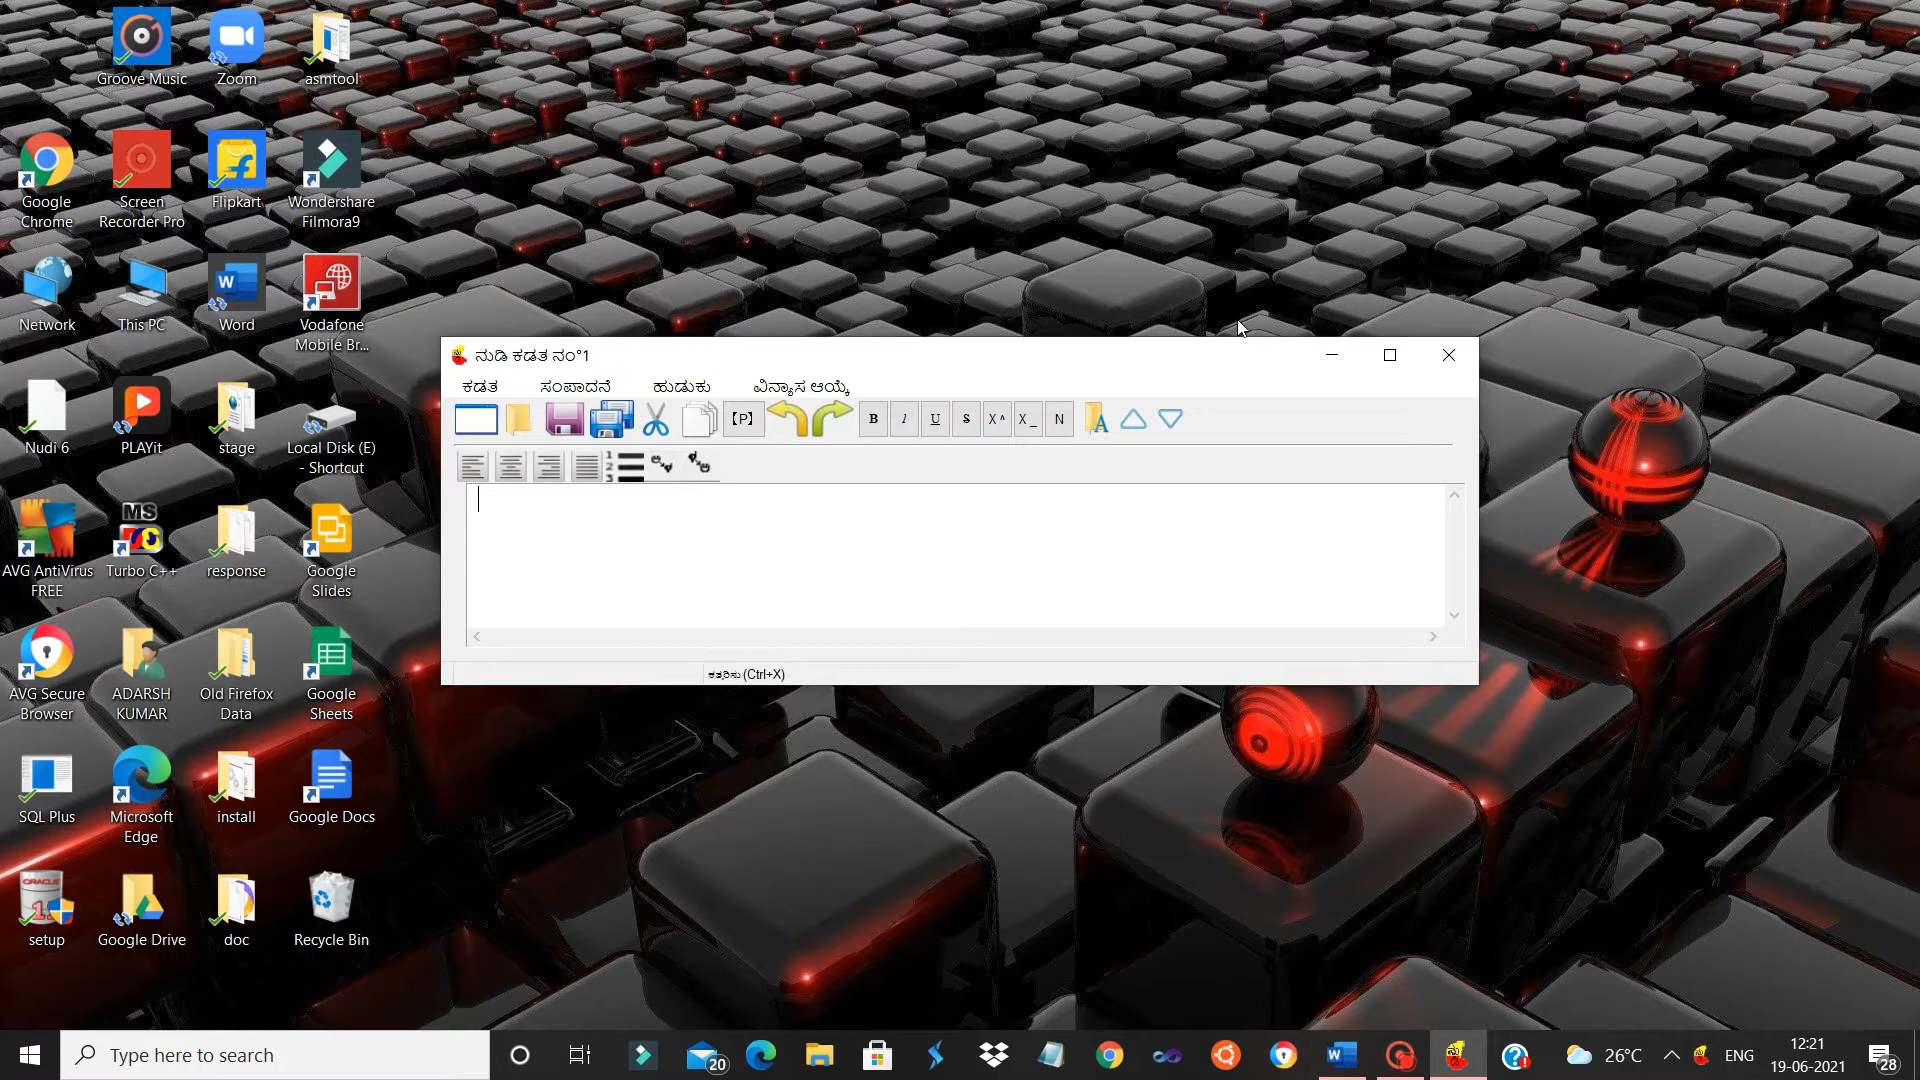 Groove Music
Zoom
asmtool
Google
Chrome
Screen
Recorder Pro
Flipkart
Wondershare
Filmora9
Network
This PC
Word
Vodafone
Mobile Br...
Nudi 6
PLAYit
stage
Local Disk (E)
- Shortcut
AVG AntiVirus
FREE
MS
Turbo C++
response
Google
Slides
AVG Secure
Browser
ADARSH
KUMAR
Old Firefox
Data
Google
Sheets
SQL Plus
Microsoft
Edge
install
Google Docs
ORACLE
setup
Google Drive
doc
Recycle Bin
ನುಡಿ ಕಡತ ನಂ°1
ಕಡತ ಸಂಪಾದನೆ ಹುಡುಕು ವಿನ್ಯಾಸ ಆಯ್ಕೆ
[P] B I U S X^ X_ N A
ಕತ್ತರಿಸು (Ctrl+X)
Type here to search
20
26°C
ENG
12:21
19-06-2021
28